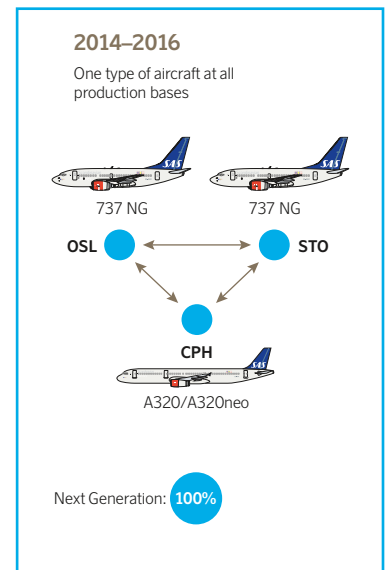 2014–2016
One type of aircraft at all
production bases
SAS SAS
737 NG 737 NG
OSL STO
CPH
SAS
A320/A320neo
Next Generation: 100%